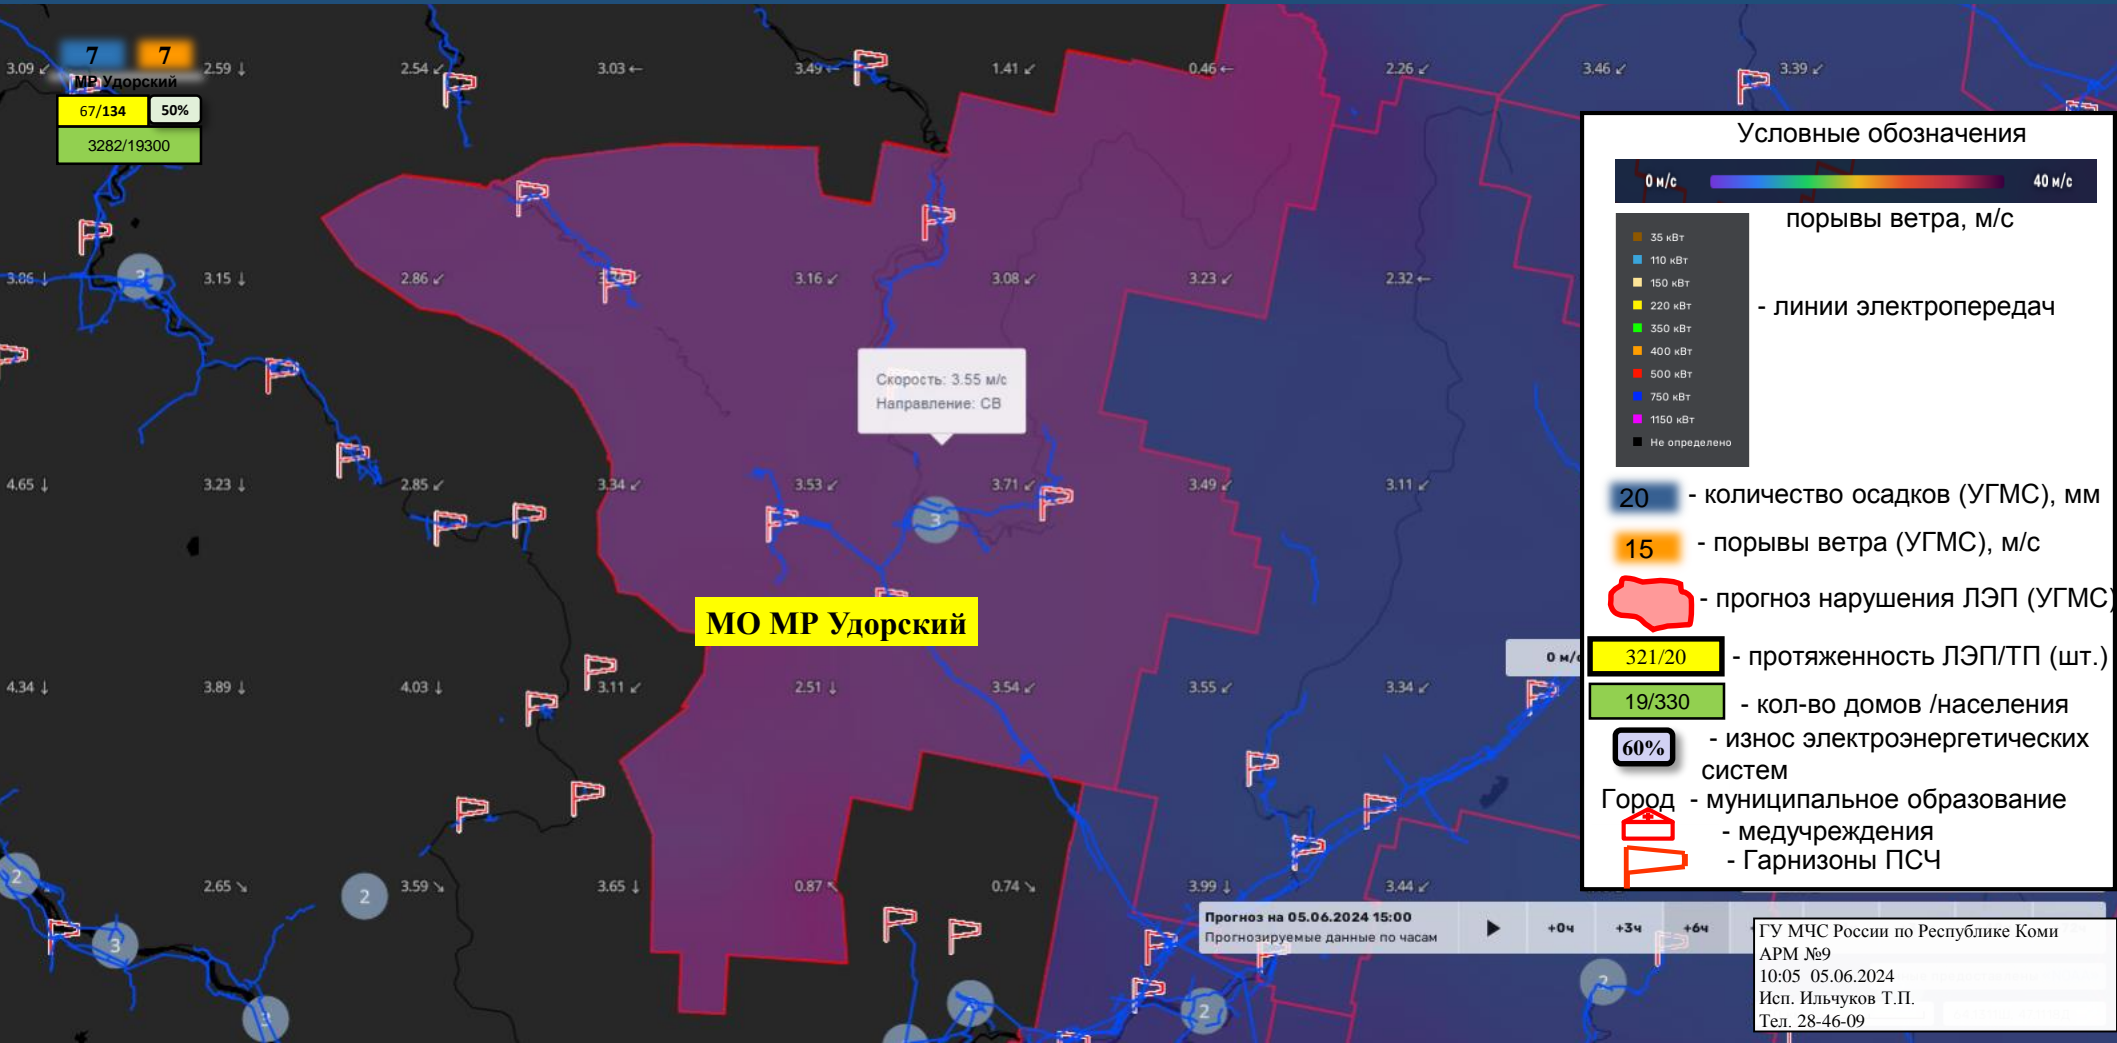 7 7
МР Удорский
67/134 50%
3282/19300
3.09 ↙ 2.59 ↓ 2.54 ↙ 3.03 ← 3.49 ← 1.41 ↙ 0.46 ← 2.26 ↙ 3.46 ↙ 3.39 ↙
3.86 ↓ 3.15 ↓ 2.86 ↙ 3.16 ↙ 3.08 ↙ 3.23 ↙ 2.32 ←
3
Скорость: 3.55 м/с
Направление: СВ
4.65 ↓ 3.23 ↓ 2.85 ↙ 3.34 ↙ 3.53 ↙ 3.71 ↙ 3.49 ↙ 3.11 ↙
3
МО МР Удорский
4.34 ↓ 3.89 ↓ 4.03 ↓ 3.11 ↙ 2.51 ↓ 3.54 ↙ 3.55 ↙ 3.34 ↙
0 м/с
2 2.65 ↘ 2 3.59 ↘ 3.65 ↓ 0.87 ↖ 0.74 ↘ 3.99 ↓ 3.44 ↙
3
2
2
Прогноз на 05.06.2024 15:00
Прогнозируемые данные по часам
+0ч +3ч +6ч
Условные обозначения
0 м/с 40 м/с
порывы ветра, м/с
35 кВт
110 кВт
150 кВт
220 кВт
350 кВт
400 кВт
500 кВт
750 кВт
1150 кВт
Не определено
- линии электропередач
20 - количество осадков (УГМС), мм
15 - порывы ветра (УГМС), м/с
- прогноз нарушения ЛЭП (УГМС)
321/20 - протяженность ЛЭП/ТП (шт.)
19/330 - кол-во домов /населения
60% - износ электроэнергетических
систем
Город - муниципальное образование
- медучреждения
- Гарнизоны ПСЧ
ГУ МЧС России по Республике Коми
АРМ №9
10:05 05.06.2024
Исп. Ильчуков Т.П.
Тел. 28-46-09